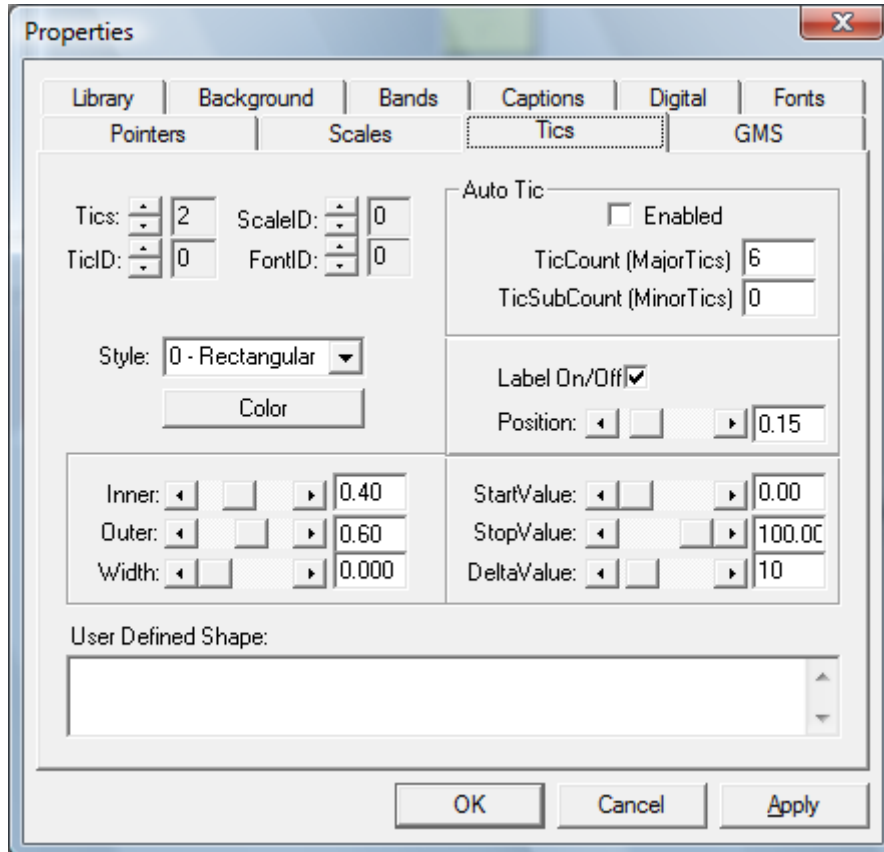 Properties
Library Background Bands Captions Digital Fonts
Pointers Scales Tics GMS
Tics: 2 ScaleID: 0
TicID: 0 FontID: 0
Auto Tic
Enabled
TicCount (MajorTics) 6
TicSubCount (MinorTics) 0
Style: 0 - Rectangular
Color
Label On/Off
Position: 0.15
Inner: 0.40
Outer: 0.60
Width: 0.000
StartValue: 0.00
StopValue: 100.00
DeltaValue: 10
User Defined Shape:
OK Cancel Apply